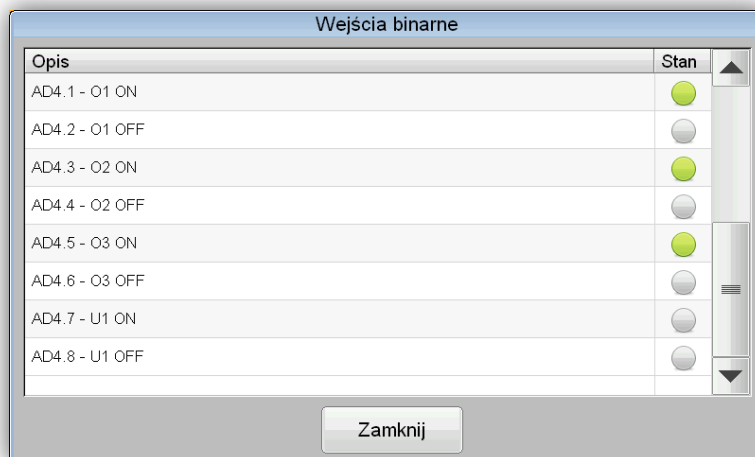 Wejścia binarne
Opis Stan
AD4.1 - O1 ON
AD4.2 - O1 OFF
AD4.3 - O2 ON
AD4.4 - O2 OFF
AD4.5 - O3 ON
AD4.6 - O3 OFF
AD4.7 - U1 ON
AD4.8 - U1 OFF
Zamknij